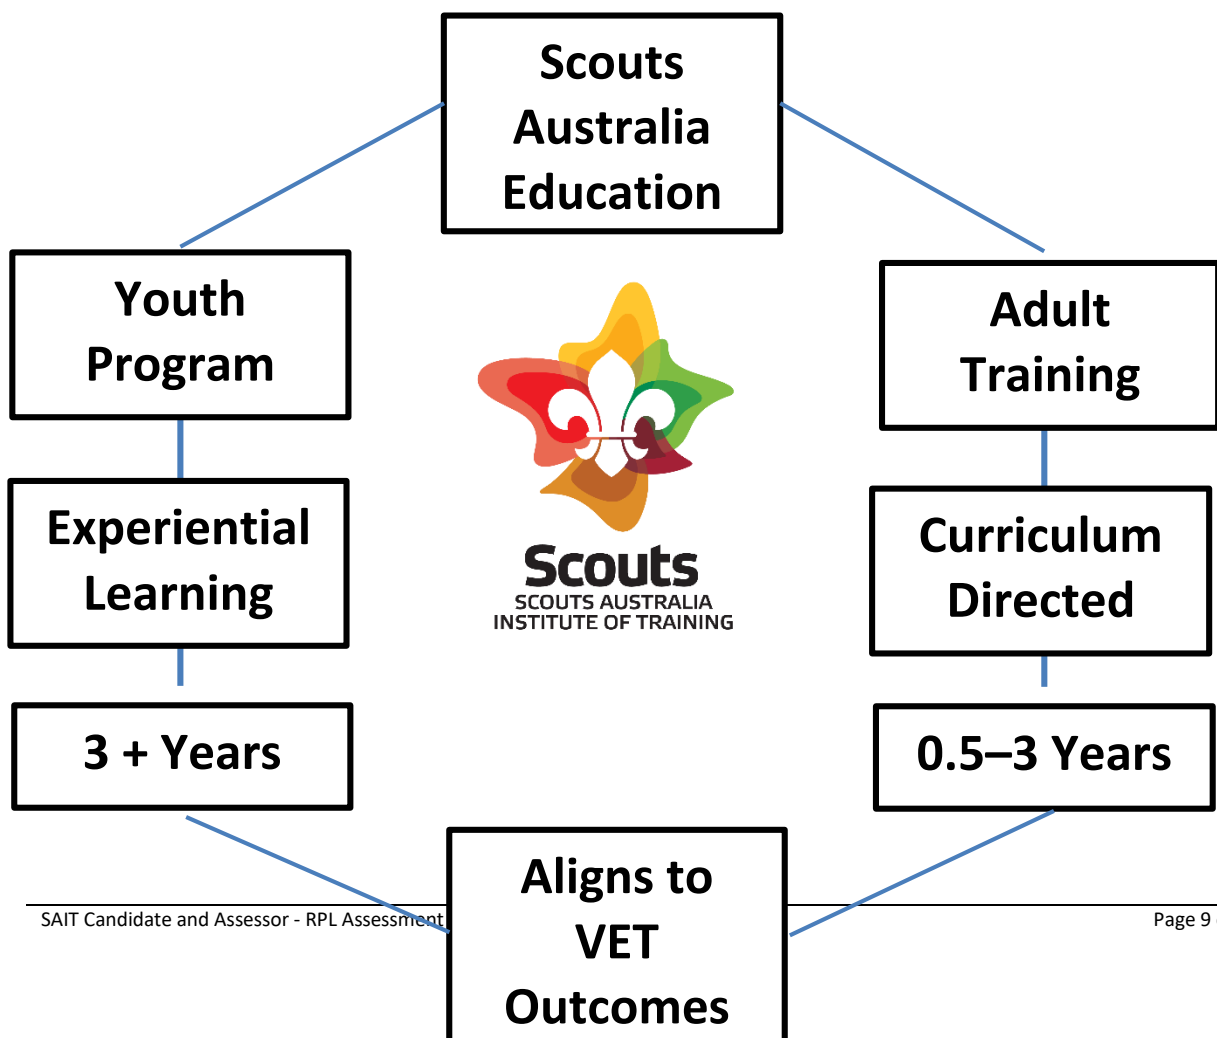 Scouts
Australia
Education
Youth
Program
Adult
Training
Experiential
Learning
Curriculum
Directed
Scouts
SCOUTS AUSTRALIA
INSTITUTE OF TRAINING
3 + Years
0.5–3 Years
Aligns to
VET
Outcomes
SAIT Candidate and Assessor - RPL Assessment
Page 9